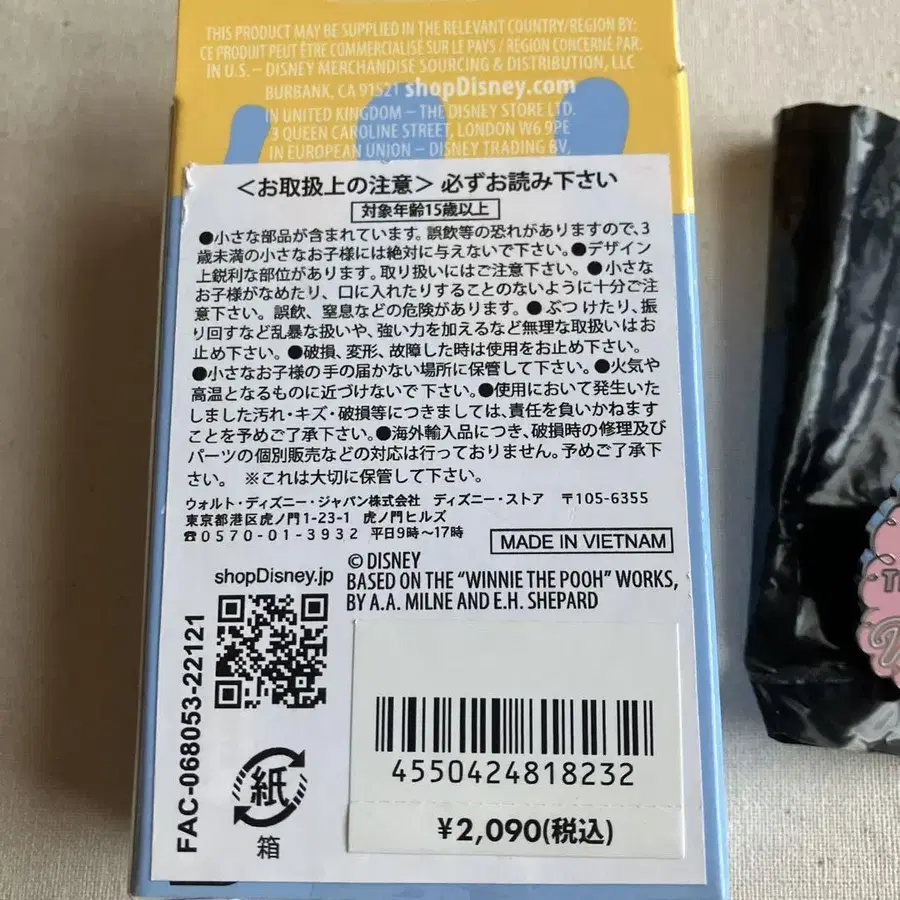 THIS PRODUCT MAY BE SUPPLIED IN THE RELEVANT COUNTRY/REGION BY:
CE PRODUIT PEUT ÊTRE COMMERCIALISÉ SUR LE PAYS / RÉGION CONCERNÉ PAR.
IN U.S. – DISNEY MERCHANDISE SOURCING & DISTRIBUTION, LLC
BURBANK, CA 91521 shopDisney.com
IN UNITED KINGDOM – THE DISNEY STORE LTD.
3 QUEEN CAROLINE STREET, LONDON W6 9PE
IN EUROPEAN UNION – DISNEY TRADING BV,
<お取扱上の注意> 必ずお読み下さい
対象年齢15歳以上
●小さな部品が含まれています。誤飲等の恐れがありますので、3
歳未満の小さなお子様には絶対に与えないで下さい。●デザイン
上鋭利な部位があります。取り扱いにはご注意下さい。●小さな
お子様がなめたり、口に入れたりすることのないように十分ご注
意下さい。誤飲、窒息などの危険があります。●ぶつけたり、振
り回すなど乱暴な扱いや、強い力を加えるなど無理な取扱いはお
止め下さい。●破損、変形、故障した時は使用をお止め下さい。
●小さなお子様の手の届かない場所に保管して下さい。●火気や
高温となるものに近づけないで下さい。●使用において発生いた
しました汚れ・キズ・破損等につきましては、責任を負いかねます
ことを予めご了承下さい。●海外輸入品につき、破損時の修理及び
パーツの個別販売などの対応は行っておりません。予めご了承下
さい。 ※これは大切に保管して下さい。
ウォルト・ディズニー・ジャパン株式会社 ディズニー・ストア 〒105-6355
東京都港区虎ノ門1-23-1 虎ノ門ヒルズ
☎0570-01-3932 平日9時~17時
MADE IN VIETNAM
© DISNEY
BASED ON THE “WINNIE THE POOH” WORKS,
BY A.A. MILNE AND E.H. SHEPARD
shopDisney.jp
FAC-068053-22121
紙
箱
4550424818232
¥2,090(税込)